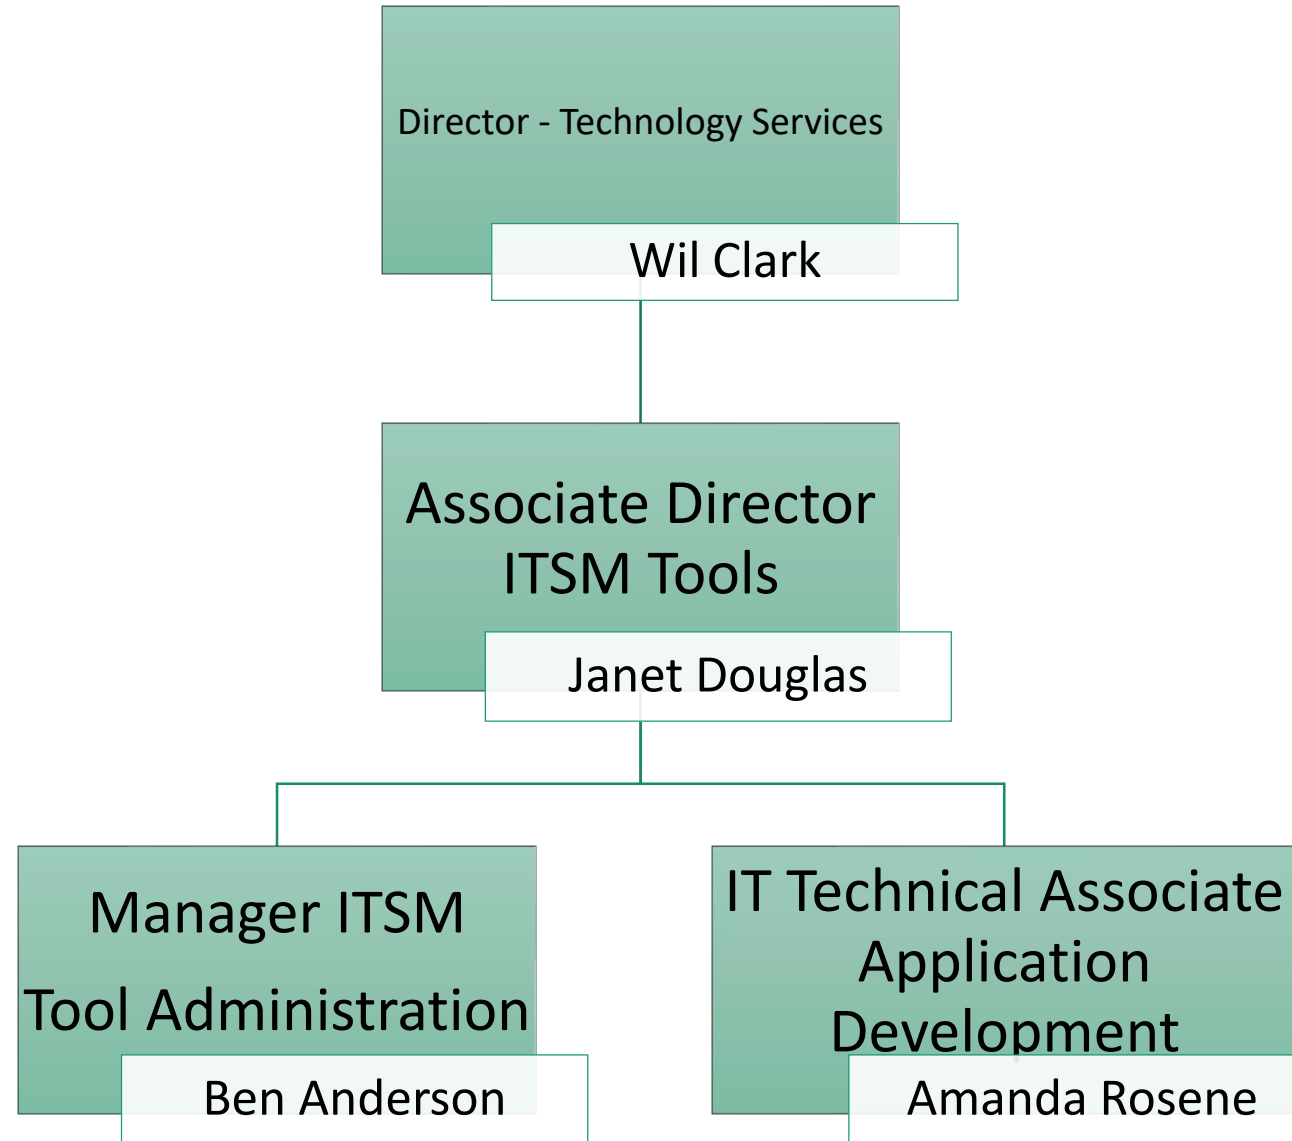 Director - Technology Services
Wil Clark
Associate Director
ITSM Tools
Janet Douglas
Manager ITSM
Tool Administration
Ben Anderson
IT Technical Associate
Application
Development
Amanda Rosene